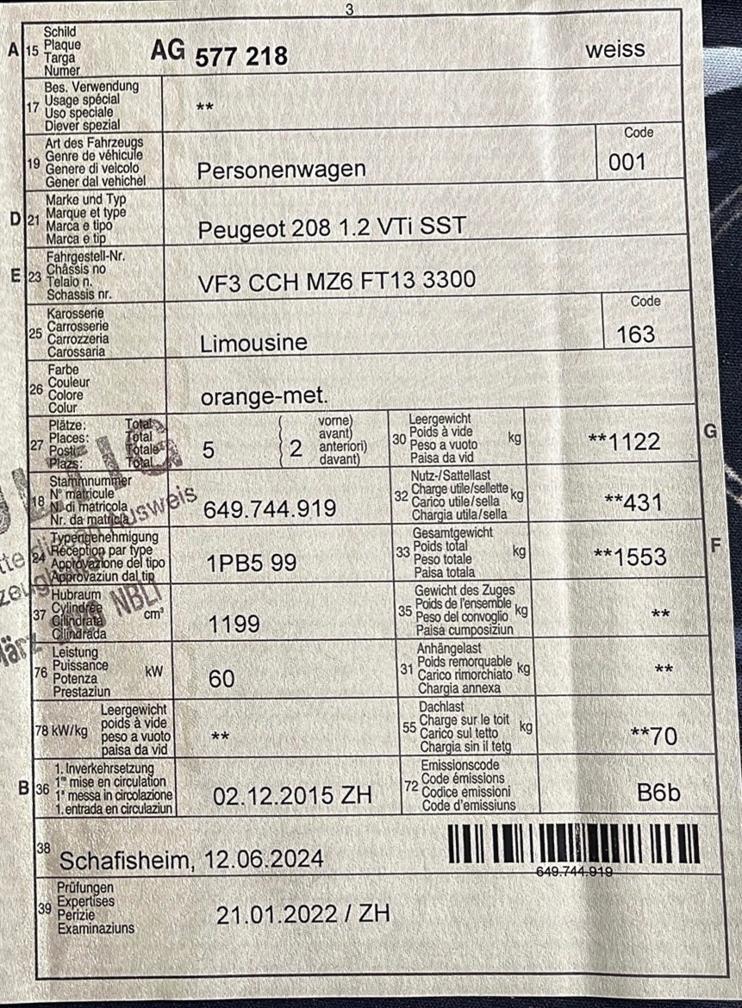 3
A 15 Schild
Plaque
Targa
Numer
AG 577 218 weiss
17 Bes. Verwendung
Usage spécial
Uso speciale
Diever spezial
**
19 Art des Fahrzeugs
Genre de véhicule
Genere di veicolo
Gener dal vehichel
Personenwagen
Code
001
D 21 Marke und Typ
Marque et type
Marca e tipo
Marca e tip
Peugeot 208 1.2 VTi SST
E 23 Fahrgestell-Nr.
Châssis no
Telaio n.
Schassis nr.
VF3 CCH MZ6 FT13 3300
25 Karosserie
Carrosserie
Carrozzeria
Carossaria
Limousine
Code
163
26 Farbe
Couleur
Colore
Colur
orange-met.
27 Plätze: Total
Places: Total
Posti: Totale
Plazs: Total
5
2
vorne)
avant)
anteriori)
davant)
G
30 Leergewicht
Poids à vide
Peso a vuoto
Paisa da vid
kg
**1122
18 Stammnummer
N° matricule
N. di matricola
Nr. da matricla
649.744.919
32 Nutz-/Sattellast
Charge utile/sellette
Carico utile/sella
Chargia utila/sella
kg
**431
24 Typengenehmigung
Réception par type
Approvazione del tipo
Approvaziun dal tip
1PB5 99
F
33 Gesamtgewicht
Poids total
Peso totale
Paisa totala
kg
**1553
37 Hubraum
Cylindrée
Cilindrata
Cilindrada
cm³
1199
35 Gewicht des Zuges
Poids de l'ensemble
Peso del convoglio
Paisa cumposiziun
kg
**
76 Leistung
Puissance
Potenza
Prestaziun
kW
60
31 Anhängelast
Poids remorquable
Carico rimorchiato
Chargia annexa
kg
**
78 kW/kg
Leergewicht
poids à vide
peso a vuoto
paisa da vid
**
55 Dachlast
Charge sur le toit
Carico sul tetto
Chargia sin il tetg
kg
**70
B 36 1. Inverkehrsetzung
1re mise en circulation
1a messa in circolazione
1. entrada en circulaziun
02.12.2015 ZH
72 Emissionscode
Code émissions
Codice emissioni
Code d'emissiuns
B6b
38
Schafisheim, 12.06.2024
649.744.919
39 Prüfungen
Expertises
Perizie
Examinaziuns
21.01.2022 / ZH